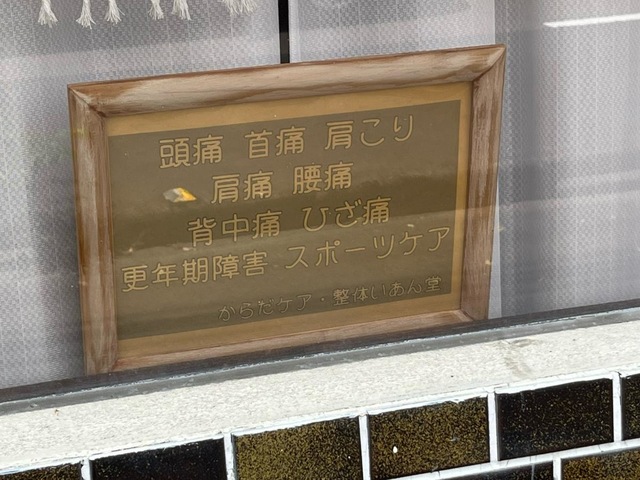 頭痛 首痛 肩こり
肩痛 腰痛
背中痛 ひざ痛
更年期障害 スポーツケア
からだケア・整体いあん堂